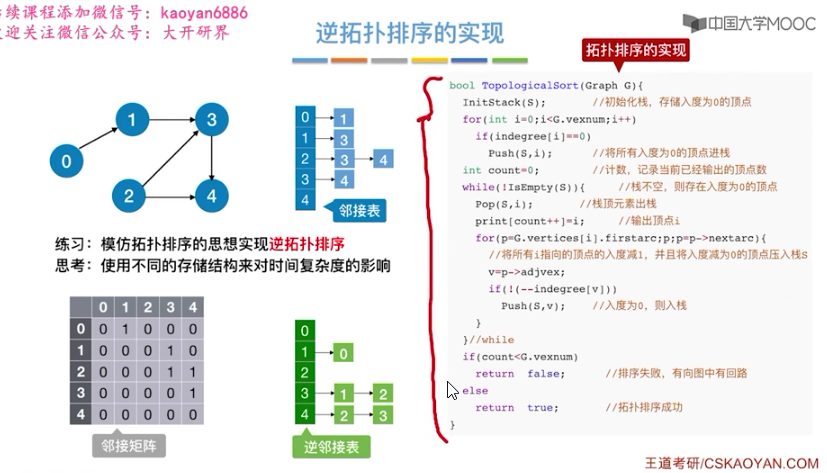 续课程添加微信号：kaoyan6886
迎关注微信公众号：大开研界
逆拓扑排序的实现
中国大学MOOC
拓扑排序的实现
0
1
2
3
4
0 1
1 3
2 3 4
3 4
4
邻接表
练习：模仿拓扑排序的思想实现逆拓扑排序
思考：使用不同的存储结构来对时间复杂度的影响
0 1 2 3 4
0 0 1 0 0 0
1 0 0 0 1 0
2 0 0 0 1 1
3 0 0 0 0 1
4 0 0 0 0 0
邻接矩阵
0
1 0
2
3 1 2
4 2 3
逆邻接表
bool TopologicalSort(Graph G){
InitStack(S); //初始化栈，存储入度为0的顶点
for(int i=0;i<G.vexnum;i++)
if(indegree[i]==0)
Push(S,i); //将所有入度为0的顶点进栈
int count=0; //计数，记录当前已经输出的顶点数
while(!IsEmpty(S)){ //栈不空，则存在入度为0的顶点
Pop(S,i); //栈顶元素出栈
print[count++]=i; //输出顶点i
for(p=G.vertices[i].firstarc;p;p=p->nextarc){
//将所有i指向的顶点的入度减1，并且将入度减为0的顶点压入栈S
v=p->adjvex;
if(!(--indegree[v]))
Push(S,v); //入度为0，则入栈
}
}//while
if(count<G.vexnum)
return false; //排序失败，有向图中有回路
else
return true; //拓扑排序成功
}
王道考研/CSKAOYAN.COM